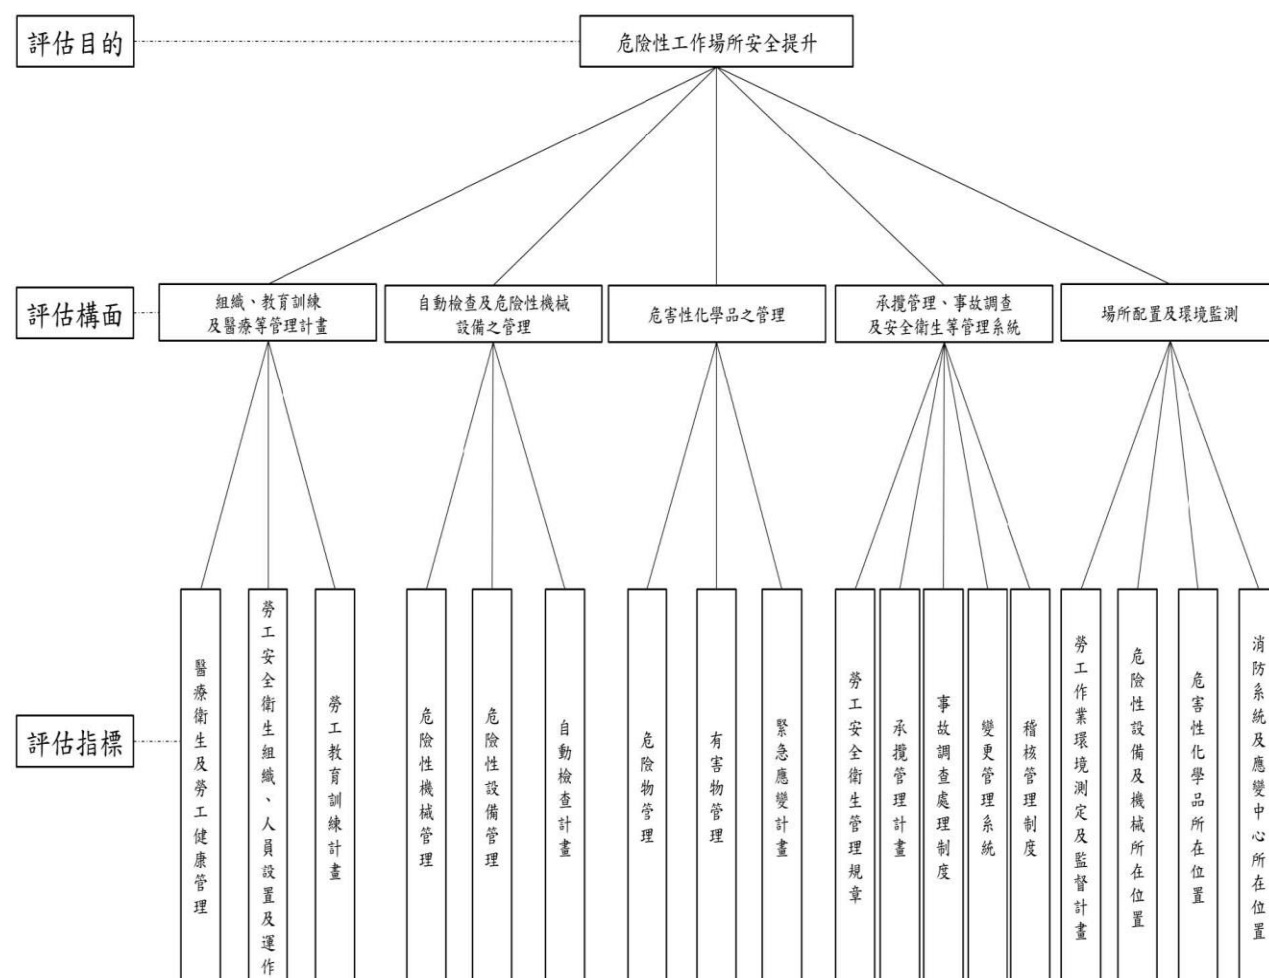 評估目的
危險性工作場所安全提升
評估構面
組織、教育訓練
及醫療等管理計畫
自動檢查及危險性機械
設備之管理
危害性化學品之管理
承攬管理、事故調查
及安全衛生等管理系統
場所配置及環境監測
評估指標
醫療衛生及勞工健康管理
勞工安全衛生組織、人員設置及運作
勞工教育訓練計畫
危險性機械管理
危險性設備管理
自動檢查計畫
危險物管理
有害物管理
緊急應變計畫
勞工安全衛生管理規章
承攬管理計畫
事故調查處理制度
變更管理系統
稽核管理制度
勞工作業環境測定及監督計畫
危險性設備及機械所在位置
危害性化學品所在位置
消防系統及應變中心所在位置